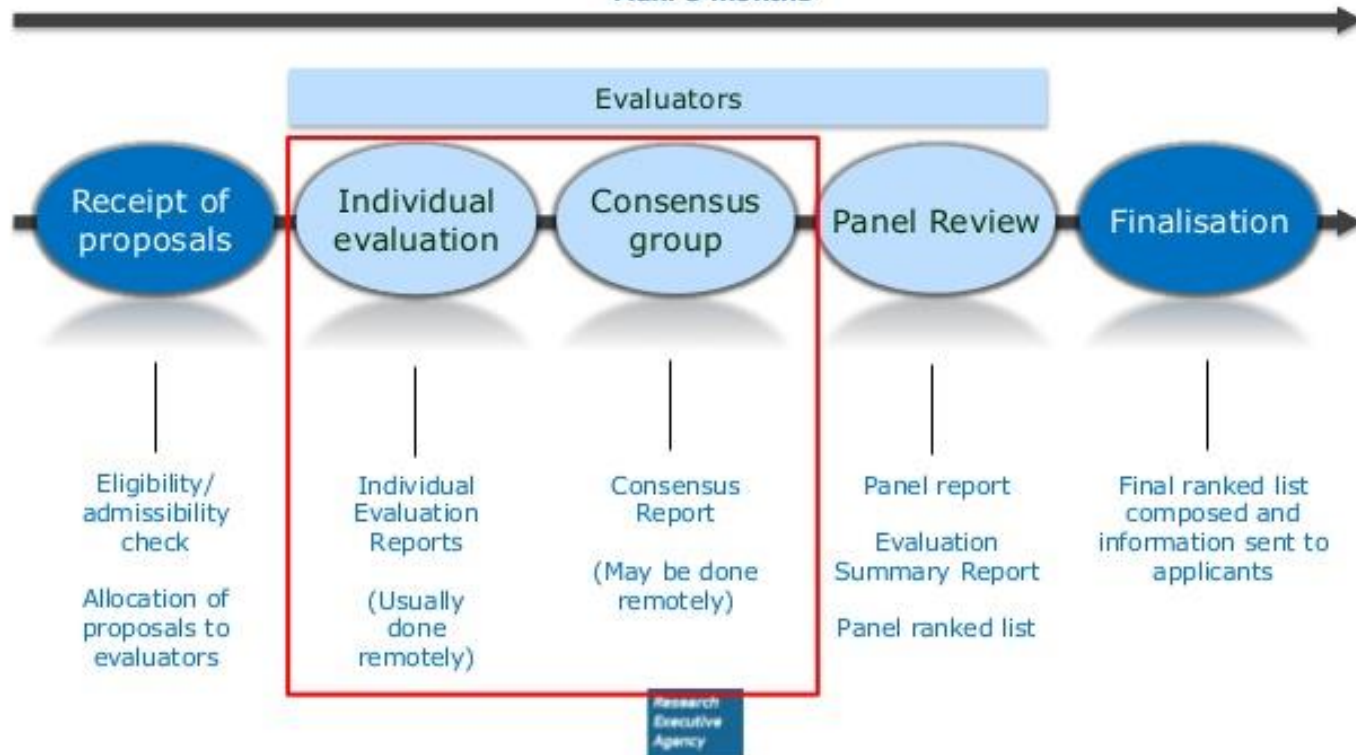 Evaluators
Receipt of
proposals
Individual
evaluation
Consensus
group
Panel Review
Finalisation
Eligibility/
admissibility
check
Allocation of
proposals to
evaluators
Individual
Evaluation
Reports
(Usually
done
remotely)
Consensus
Report
(May be done
remotely)
Panel report
Evaluation
Summary Report
Panel ranked list
Final ranked list
composed and
information sent to
applicants
Research
Executive
Agency